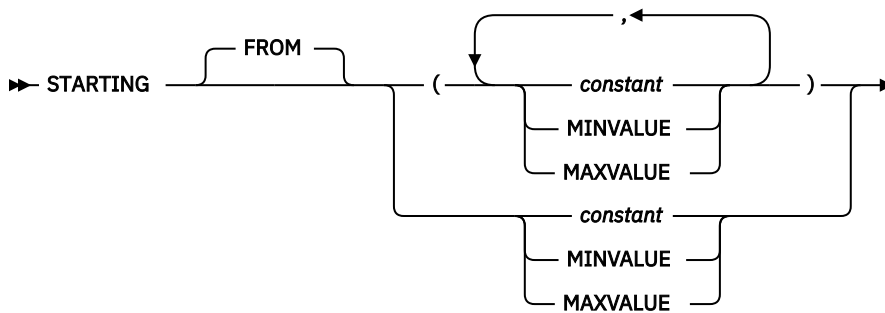 ,
FROM
STARTING ( constant )
MINVALUE
MAXVALUE
constant
MINVALUE
MAXVALUE